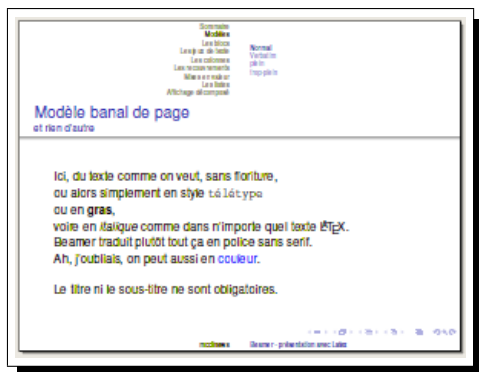 Sommaire
Modèles
Les blocs
Les jeux de texte
Les colonnes
Les recouvrements
Mise en valeur
Les listes
Affichage décomposé
Normal
Verbatim
plein
trop plein
Modèle banal de page
et rien d'autre
Ici, du texte comme on veut, sans fioriture,
ou alors simplement en style télétype
ou en gras,
voire en italique comme dans n'importe quel texte LATEX.
Beamer traduit plutôt tout ça en police sans serif.
Ah, j'oubliais, on peut aussi en couleur.
Le titre ni le sous-titre ne sont obligatoires.
Beamer - présentation avec Latex